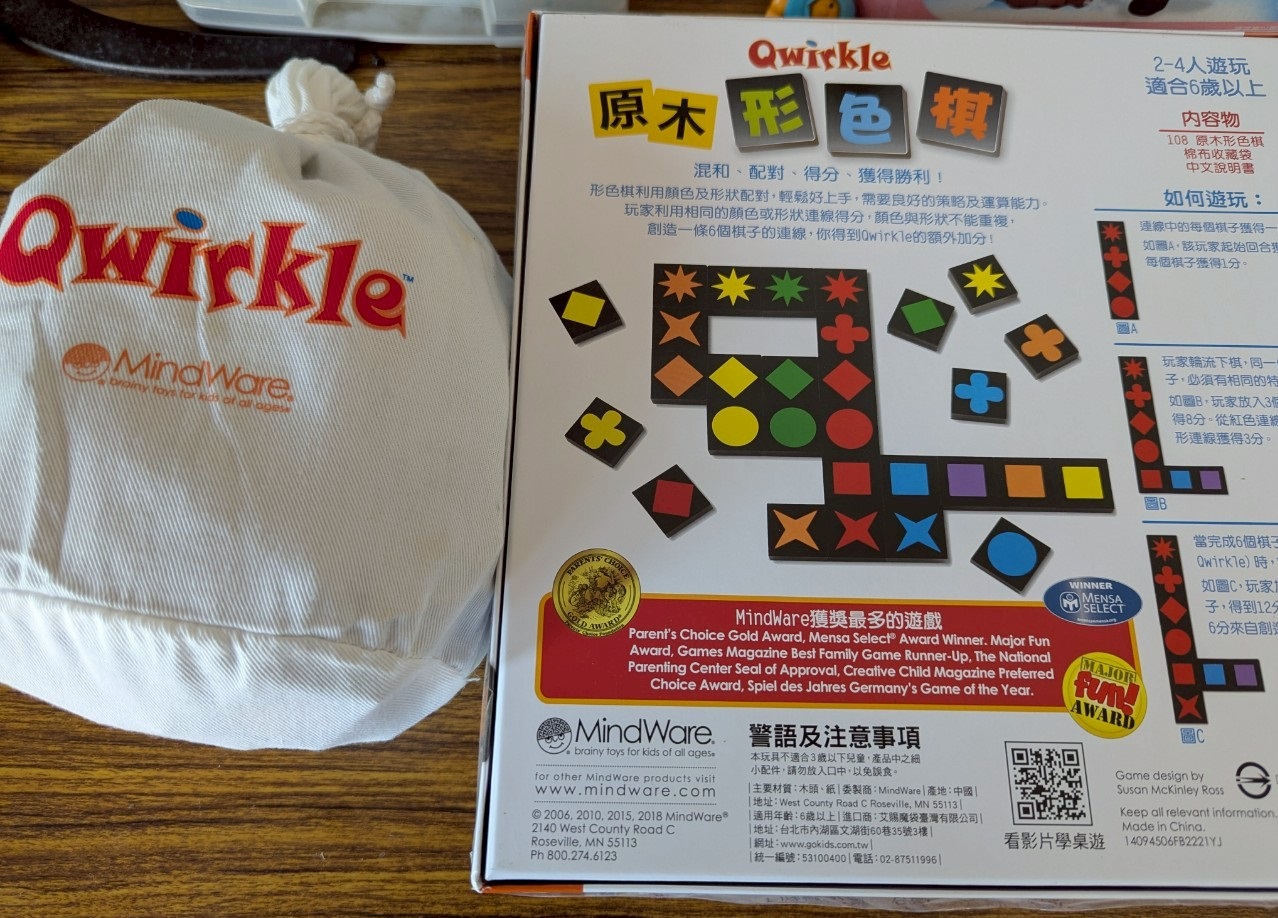 Qwirkle™
MindWare®
brainy toys for kids of all ages®
Qwirkle
原木形色棋
混和、配對、得分、獲得勝利！
形色棋利用顏色及形狀配對，輕鬆好上手，需要良好的策略及運算能力。
玩家利用相同的顏色或形狀連線得分，顏色與形狀不能重複，
創造一條6個棋子的連線，你得到Qwirkle的額外加分！
2-4人遊玩
適合6歲以上
內容物
108 原木形色棋
棉布收藏袋
中文說明書
如何遊玩：
連線中的每個棋子獲得一
如圖A，該玩家起始回合獲
每個棋子獲得1分。
圖A
玩家輪流下棋，同一
子，必須有相同的特
如圖B，玩家放入3個
得8分。從紅色連線
形連線獲得3分。
圖B
當完成6個棋子
Qwirkle）時，
如圖C，玩家
子，得到12分
6分來自創造
圖C
PARENTS' CHOICE
GOLD AWARD
WINNER
MENSA
SELECT
MindWare獲獎最多的遊戲
Parent's Choice Gold Award, Mensa Select® Award Winner. Major Fun
Award, Games Magazine Best Family Game Runner-Up, The National
Parenting Center Seal of Approval, Creative Child Magazine Preferred
Choice Award, Spiel des Jahres Germany's Game of the Year.
MAJOR
fun!
AWARD
MindWare®
brainy toys for kids of all ages®
for other MindWare products visit
www.mindware.com
© 2006, 2010, 2015, 2018 MindWare®
2140 West County Road C
Roseville, MN 55113
Ph 800.274.6123
警語及注意事項
本玩具不適合3歲以下兒童，產品中之細
小配件，請勿放入口中，以免誤食。
|主要材質：木頭、紙|委製商：MindWare|產地：中國|
|地址：West County Road C Roseville, MN 55113|
|適用年齡：6歲以上|進口商：艾賜魔袋臺灣有限公司|
|地址：台北市內湖區文湖街60巷35號3樓|
|網址：www.gokids.com.tw|
|統一編號：53100400|電話：02-87511996|
看影片學桌遊
Game design by
Susan McKinley Ross
Keep all relevant information.
Made in China.
14094506FB2221YJ